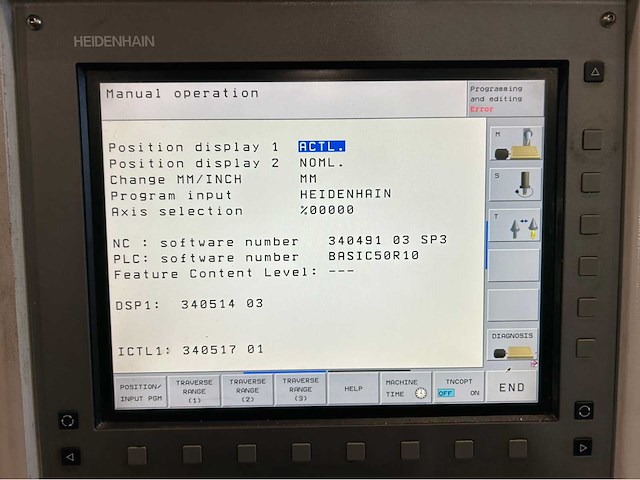 HEIDENHAIN
Manual operation
Programming
and editing
Error
Position display 1 ACTL.
Position display 2 NOML.
Change MM/INCH MM
Program input HEIDENHAIN
Axis selection %00000
NC : software number 340491 03 SP3
PLC: software number BASIC50R10
Feature Content Level: ---
DSP1: 340514 03
ICTL1: 340517 01
M
S
T
DIAGNOSIS
POSITION/
INPUT PGM
TRAVERSE
RANGE
(1)
TRAVERSE
RANGE
(2)
TRAVERSE
RANGE
(3)
HELP
MACHINE
TIME
TNCOPT
OFF ON
END